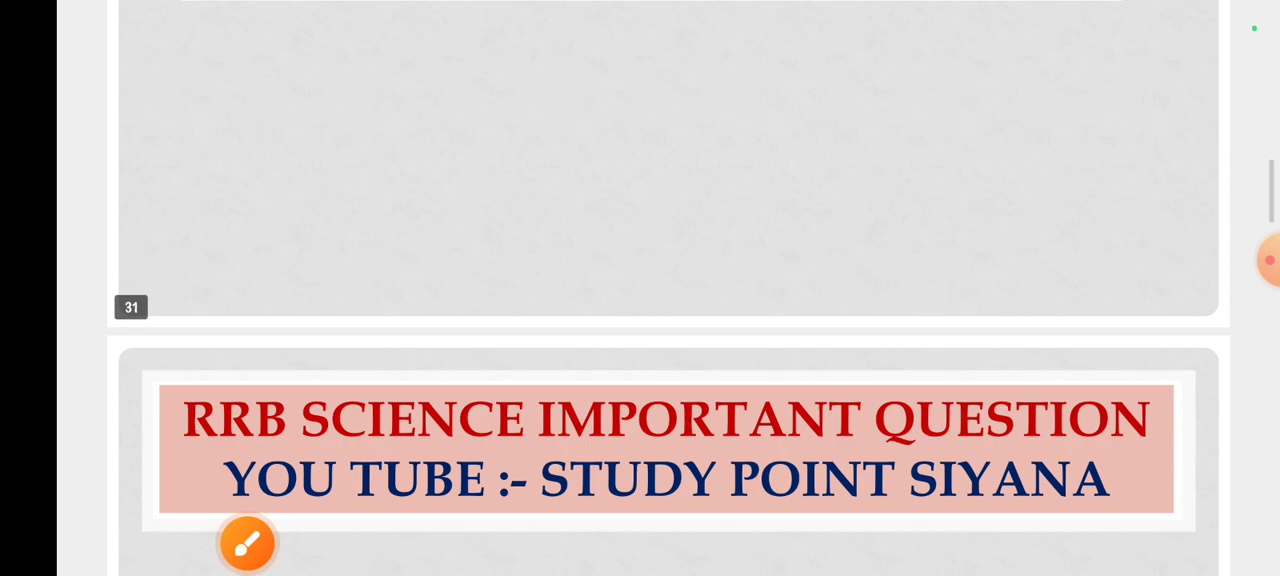 31
RRB SCIENCE IMPORTANT QUESTION
YOU TUBE :- STUDY POINT SIYANA